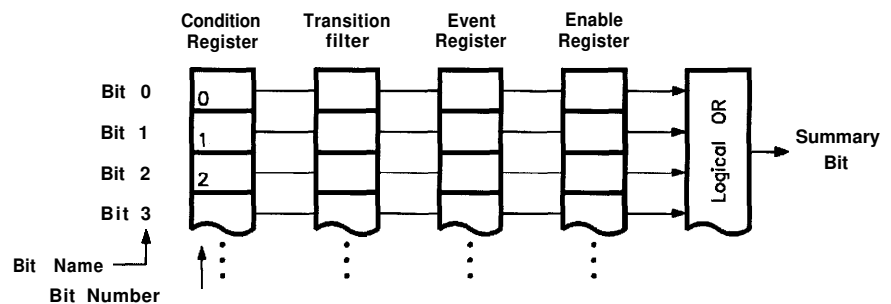 Condition Register
Transition filter
Event Register
Enable Register
Bit 0
0
Bit 1
1
Bit 2
2
Bit 3
Logical OR
Summary Bit
Bit Name
Bit Number